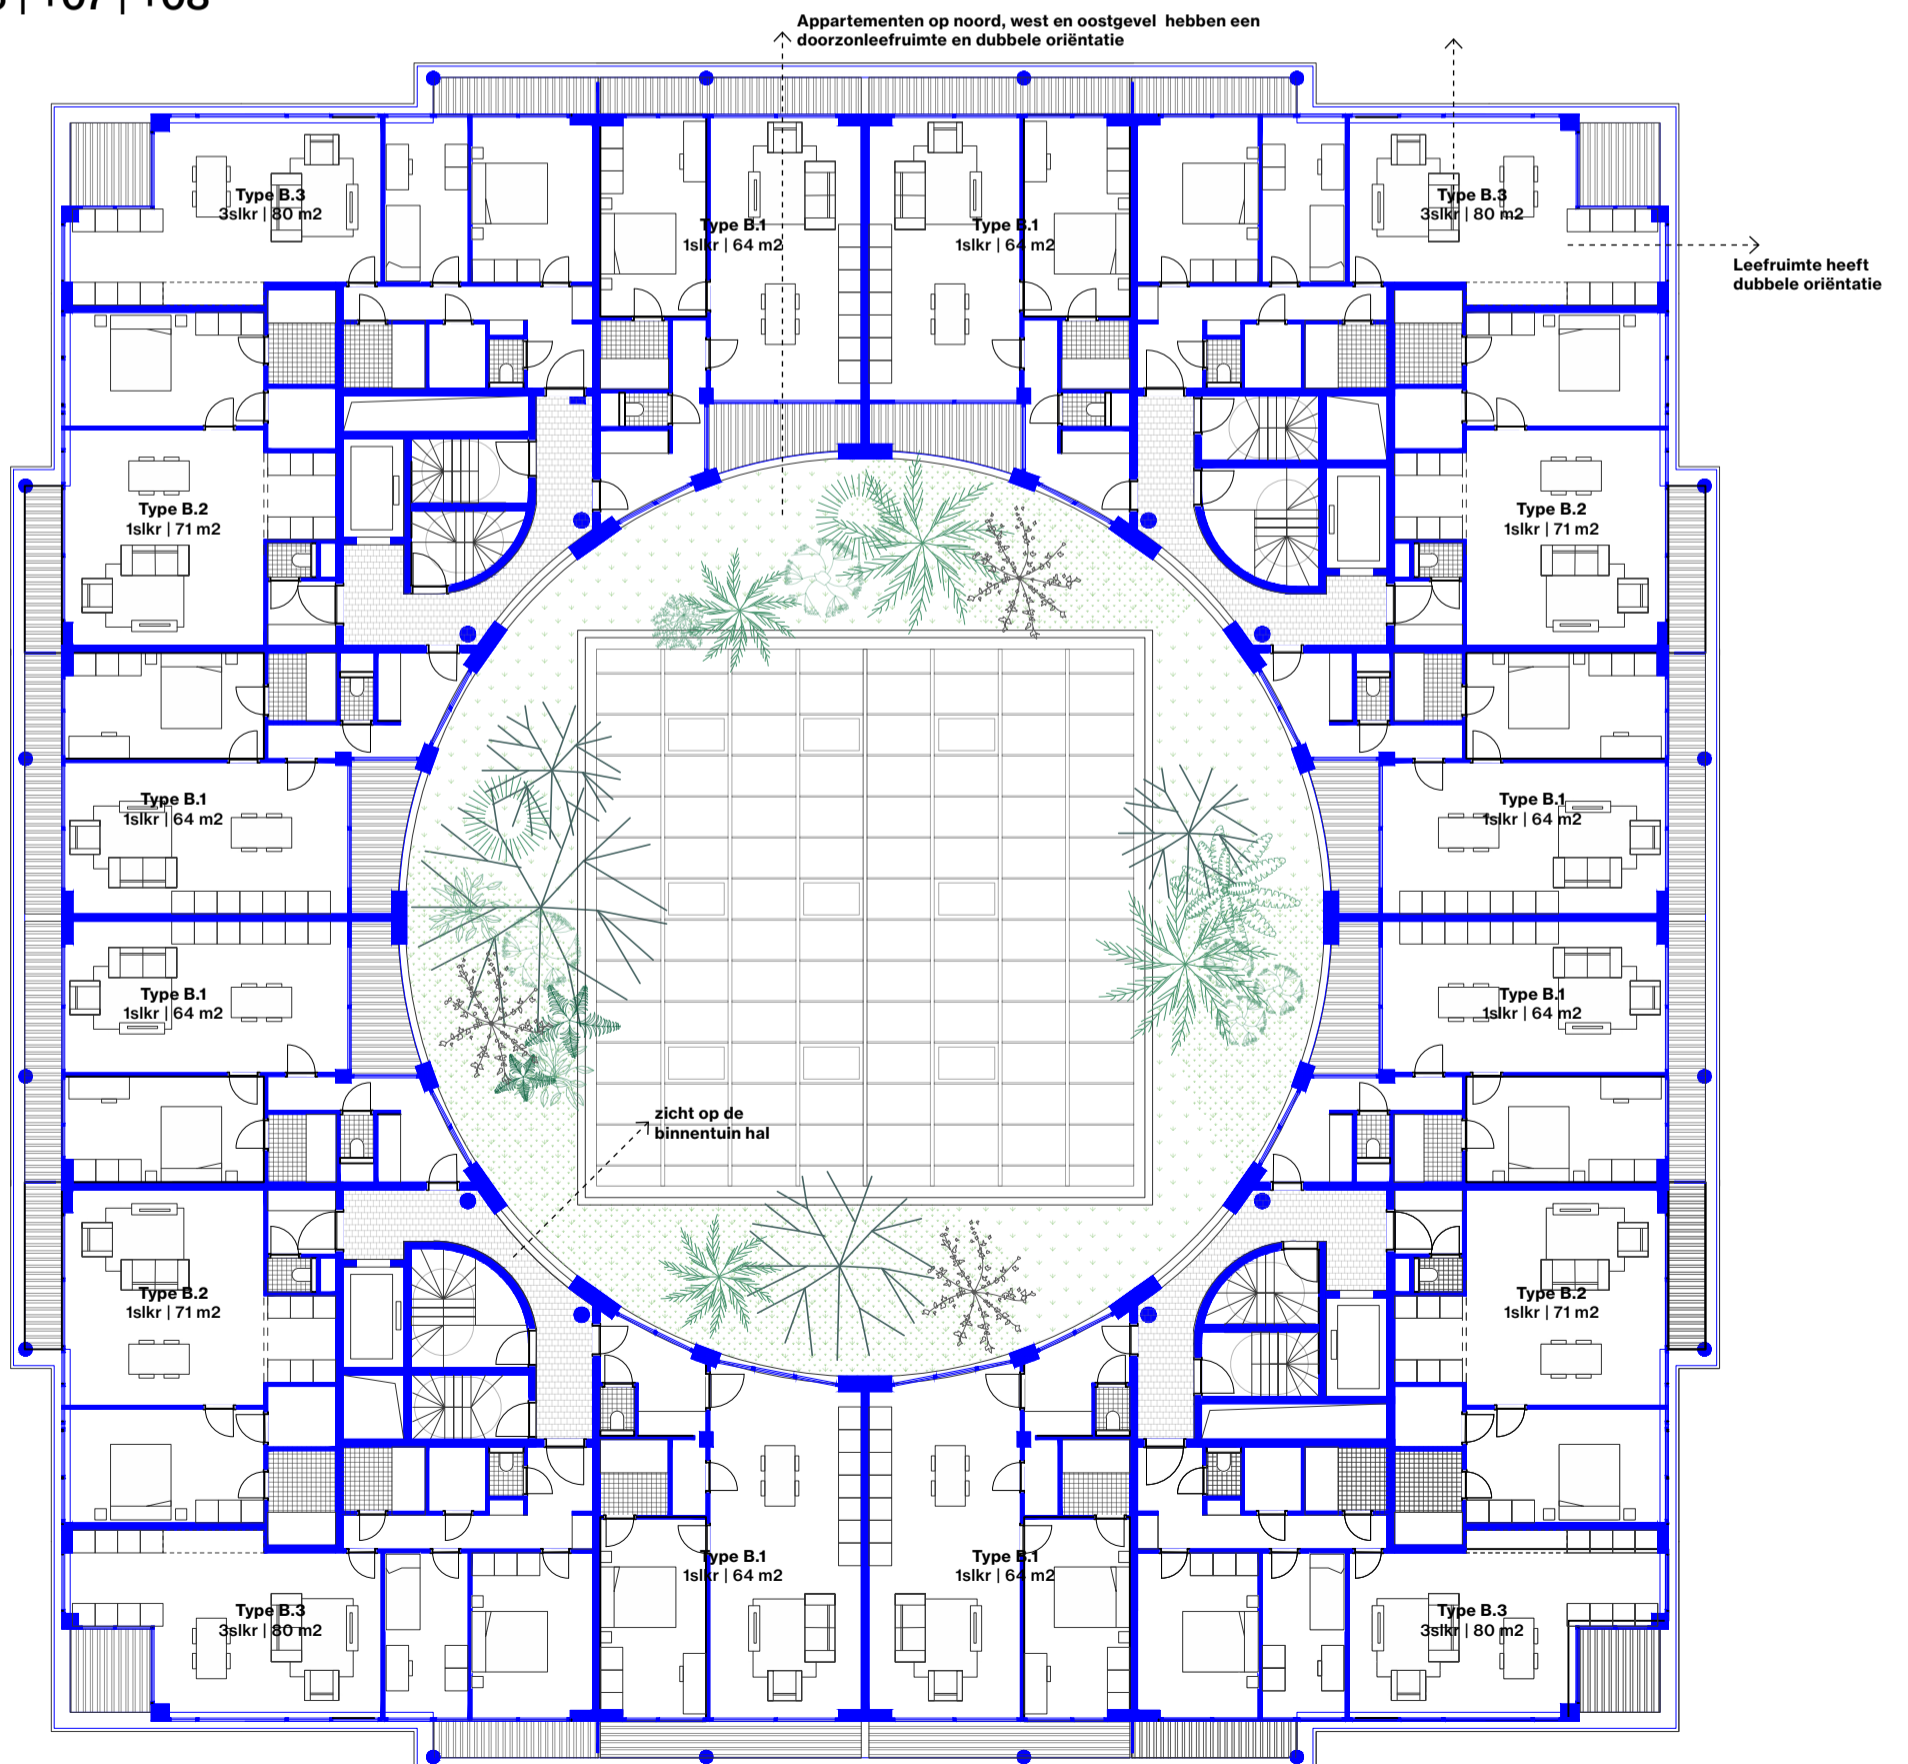 | +07 | +08
Appartementen op noord, west en oostgevel hebben een
doorzonleefruimte en dubbele oriëntatie
Type B.3
3slkr | 80 m2
Type B.1
1slkr | 64 m2
Type B.1
1slkr | 64 m2
Type B.3
3slkr | 80 m2
Leefruimte heeft
dubbele oriëntatie
Type B.2
1slkr | 71 m2
Type B.2
1slkr | 71 m2
Type B.1
1slkr | 64 m2
Type B.1
1slkr | 64 m2
Type B.1
1slkr | 64 m2
Type B.1
1slkr | 64 m2
zicht op de
binnentuin hal
Type B.2
1slkr | 71 m2
Type B.2
1slkr | 71 m2
Type B.1
1slkr | 64 m2
Type B.1
1slkr | 64 m2
Type B.3
3slkr | 80 m2
Type B.3
3slkr | 80 m2